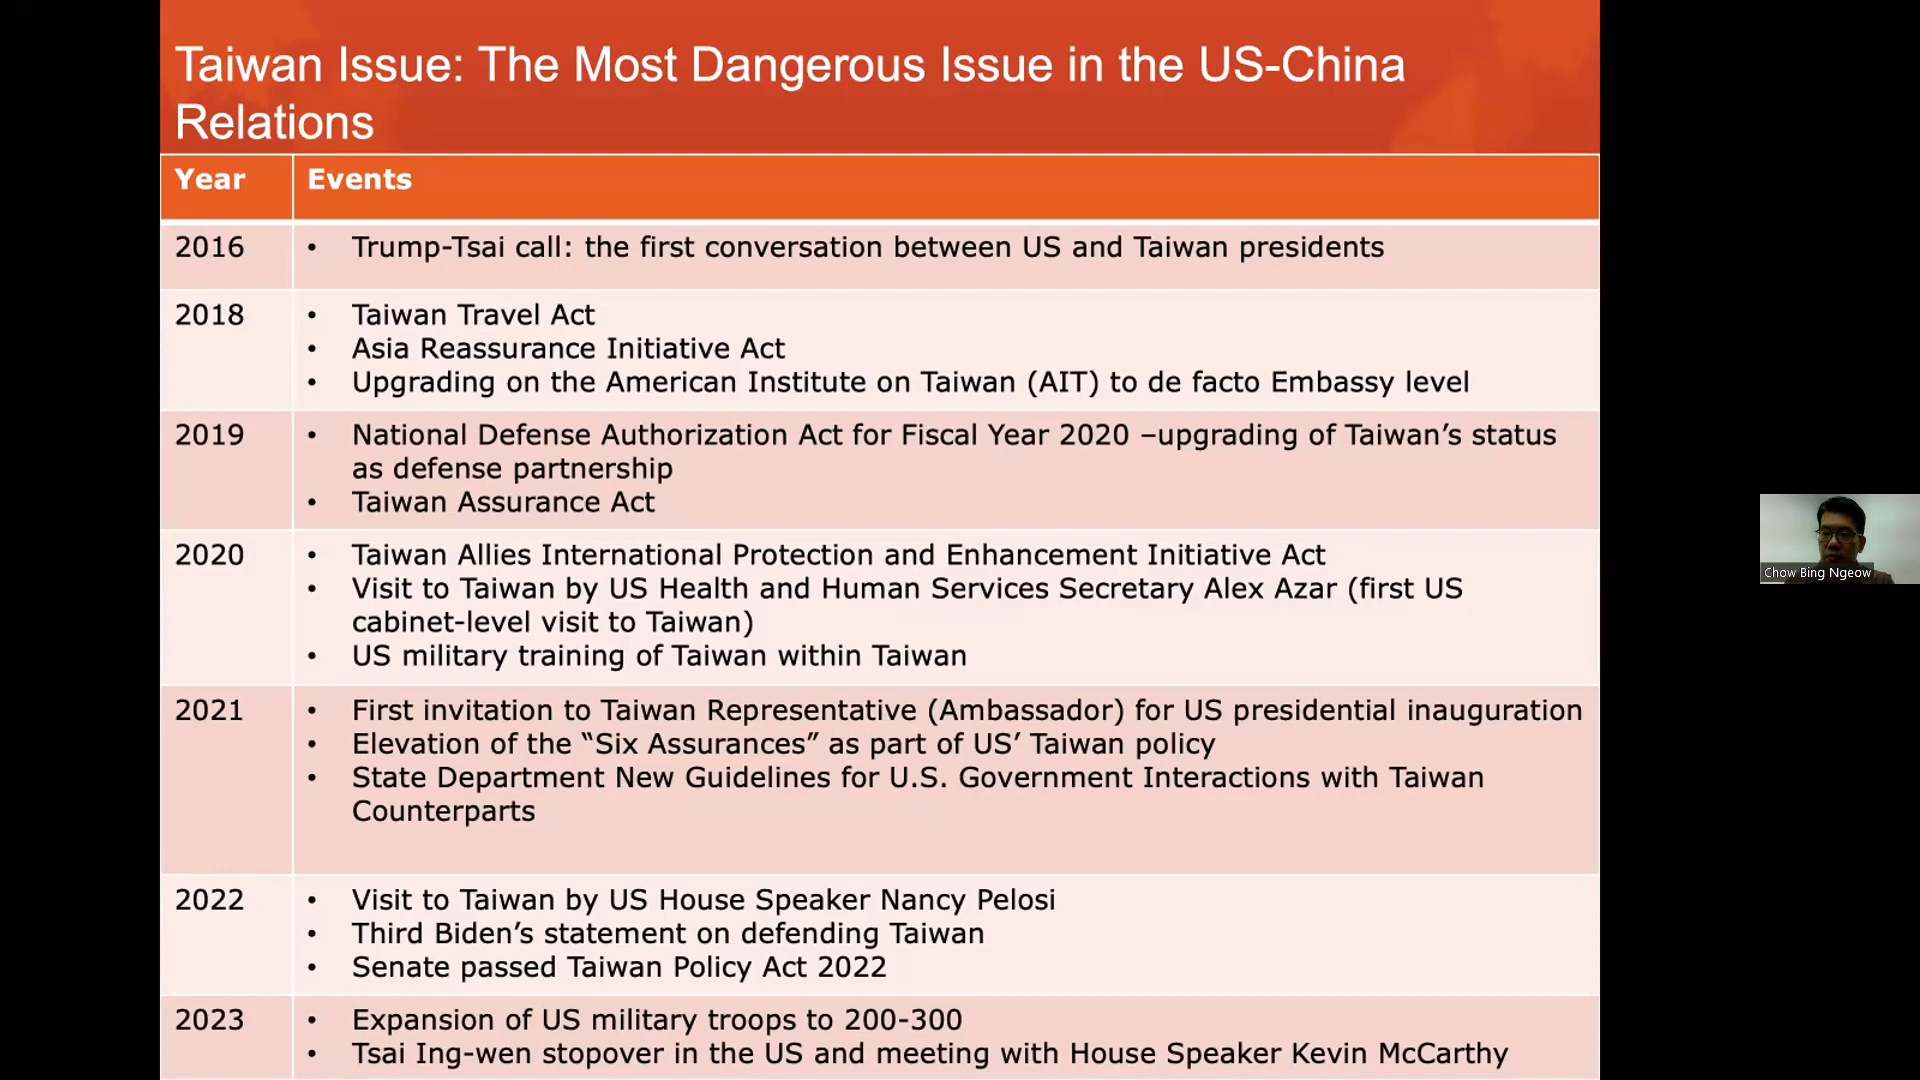 Taiwan Issue: The Most Dangerous Issue in the US-China
Relations
Year
Events
2016
• Trump-Tsai call: the first conversation between US and Taiwan presidents
2018
• Taiwan Travel Act
• Asia Reassurance Initiative Act
• Upgrading on the American Institute on Taiwan (AIT) to de facto Embassy level
2019
• National Defense Authorization Act for Fiscal Year 2020 –upgrading of Taiwan’s status
as defense partnership
• Taiwan Assurance Act
2020
• Taiwan Allies International Protection and Enhancement Initiative Act
• Visit to Taiwan by US Health and Human Services Secretary Alex Azar (first US
cabinet-level visit to Taiwan)
• US military training of Taiwan within Taiwan
2021
• First invitation to Taiwan Representative (Ambassador) for US presidential inauguration
• Elevation of the “Six Assurances” as part of US’ Taiwan policy
• State Department New Guidelines for U.S. Government Interactions with Taiwan
Counterparts
2022
• Visit to Taiwan by US House Speaker Nancy Pelosi
• Third Biden’s statement on defending Taiwan
• Senate passed Taiwan Policy Act 2022
2023
• Expansion of US military troops to 200-300
• Tsai Ing-wen stopover in the US and meeting with House Speaker Kevin McCarthy
Chow Bing Ngeow